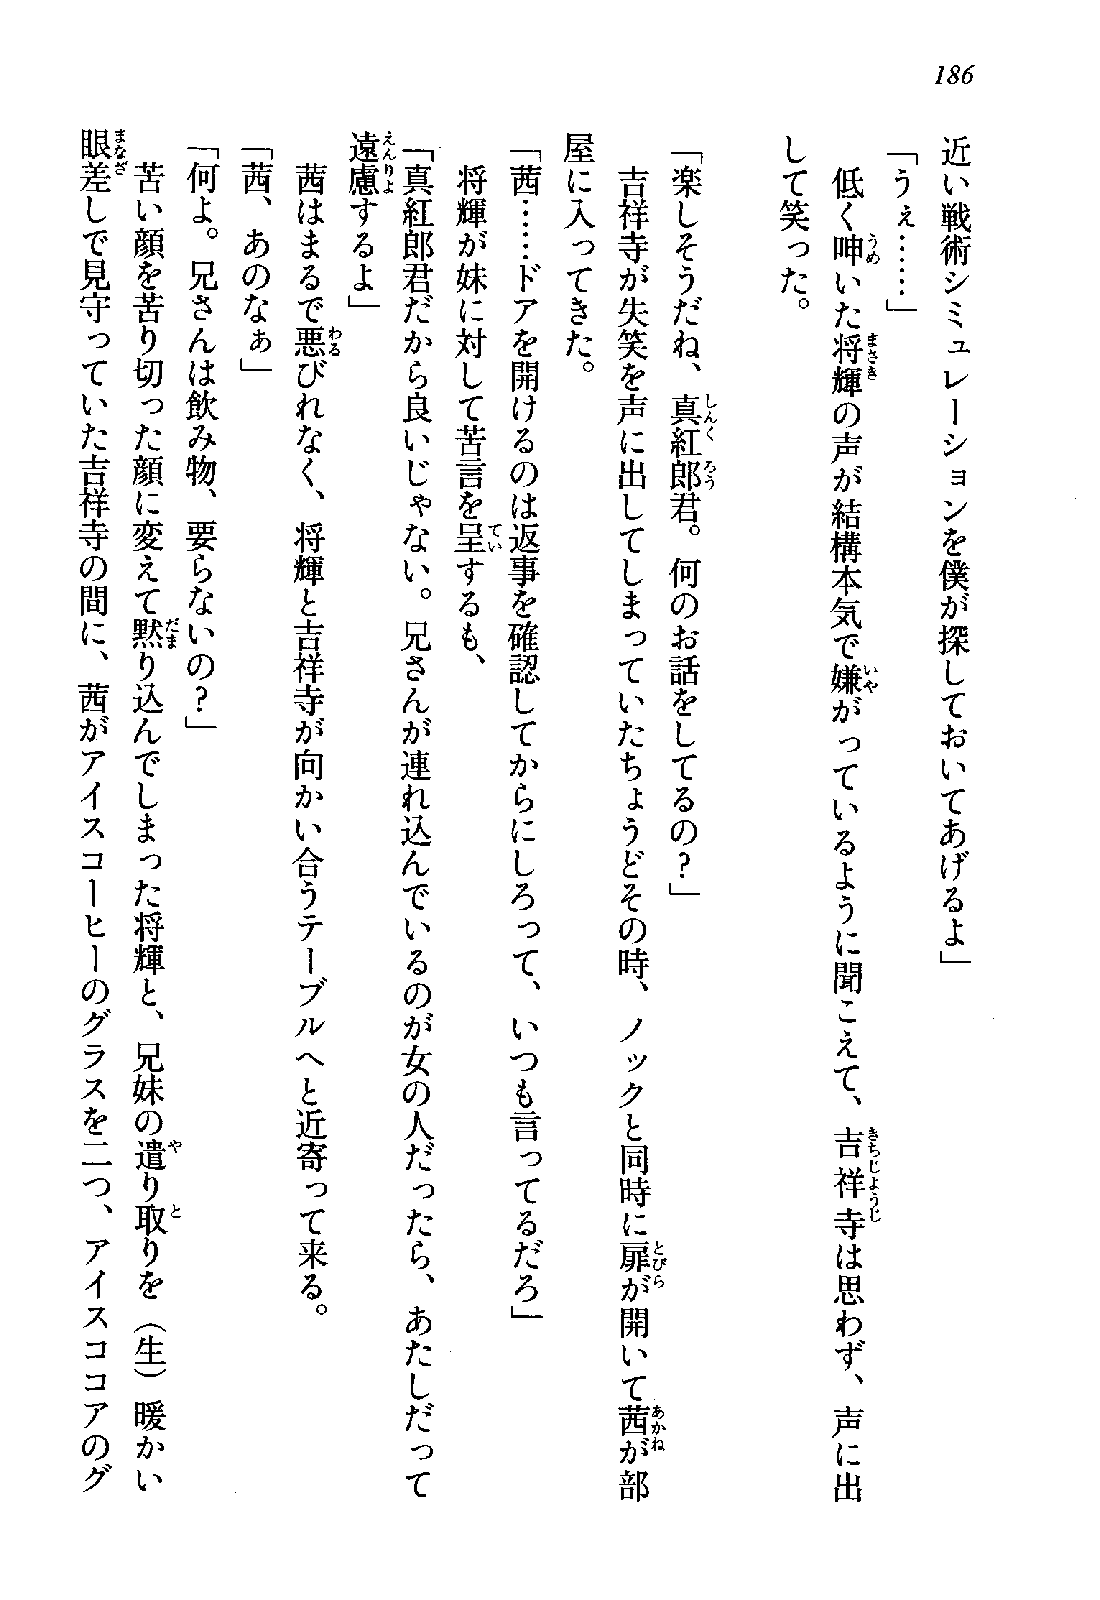 186
近い戦術シミュレーションを僕が探しておいてあげるよ」
「うぇ……」
低く呻いた将輝の声が結構本気で嫌がっているように聞こえて、吉祥寺は思わず、声に出
して笑った。
「楽しそうだね、真紅郎君。何のお話をしてるの？」
吉祥寺が失笑を声に出してしまっていたちょうどその時、ノックと同時に扉が開いて茜が部
屋に入ってきた。
「茜……ドアを開けるのは返事を確認してからにしろって、いつも言ってるだろ」
将輝が妹に対して苦言を呈するも、
「真紅郎君だから良いじゃない。兄さんが連れ込んでいるのが女の人だったら、あたしだって
遠慮するよ」
茜はまるで悪びれなく、将輝と吉祥寺が向かい合うテーブルへと近寄って来る。
「茜、あのなぁ」
「何よ。兄さんは飲み物、要らないの？」
苦い顔を苦り切った顔に変えて黙り込んでしまった将輝と、兄妹の遣り取りを（生）暖かい
眼差しで見守っていた吉祥寺の間に、茜がアイスコーヒーのグラスを二つ、アイスココアのグ